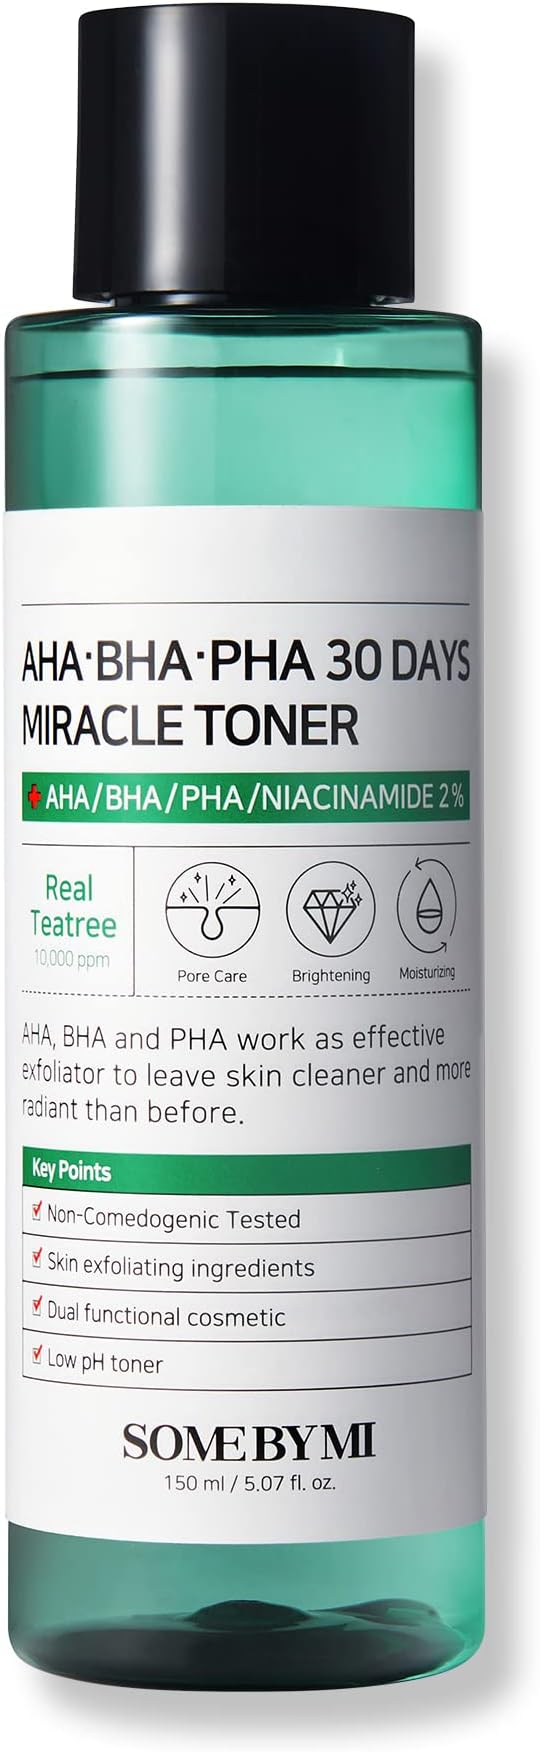 AHA·BHA·PHA 30 DAYS
MIRACLE TONER
AHA/BHA/PHA/NIACINAMIDE 2%
Real
Teatree
10,000 ppm
Pore Care
Brightening
Moisturizing
AHA, BHA and PHA work as effective
exfoliator to leave skin cleaner and more
radiant than before.
Key Points
Non-Comedogenic Tested
Skin exfoliating ingredients
Dual functional cosmetic
Low pH toner
SOME BY MI
150 ml / 5.07 fl. oz.